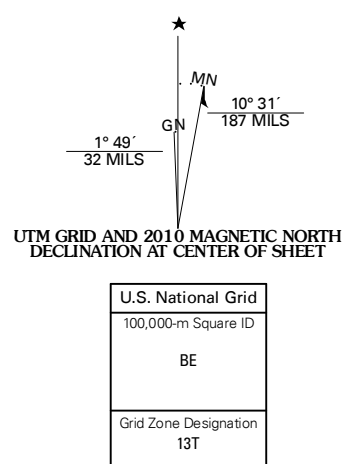 ★
MN
GN
10° 31´
187 MILS
1° 49´
32 MILS
UTM GRID AND 2010 MAGNETIC NORTH
DECLINATION AT CENTER OF SHEET
U.S. National Grid
100,000-m Square ID
BE
Grid Zone Designation
13T